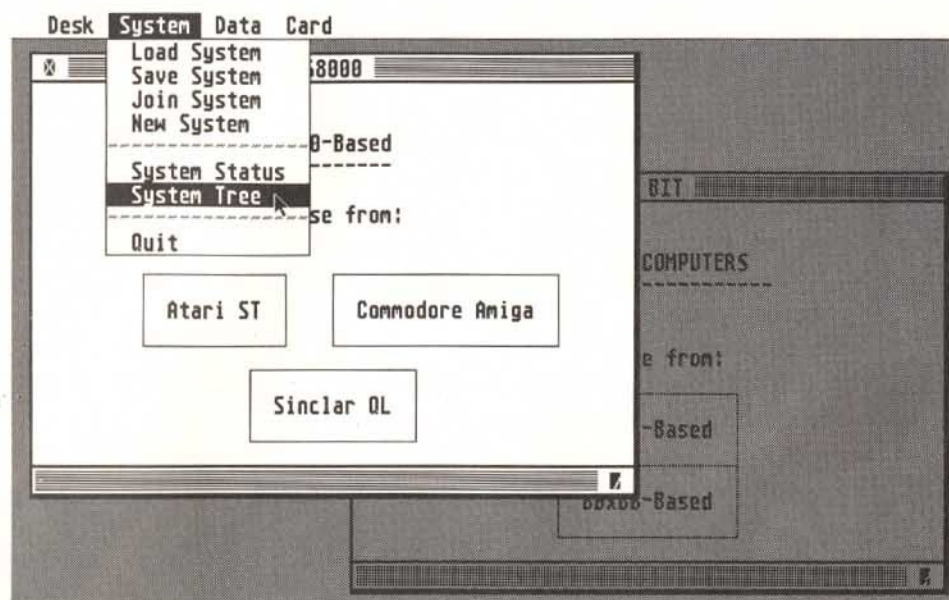 Desk System Data Card
Load System
Save System
Join System
New System
System Status
System Tree
Quit
68000
0-Based
se from:
Atari ST
Commodore Amiga
Sinclar QL
BIT
COMPUTERS
e from:
-Based
-Based